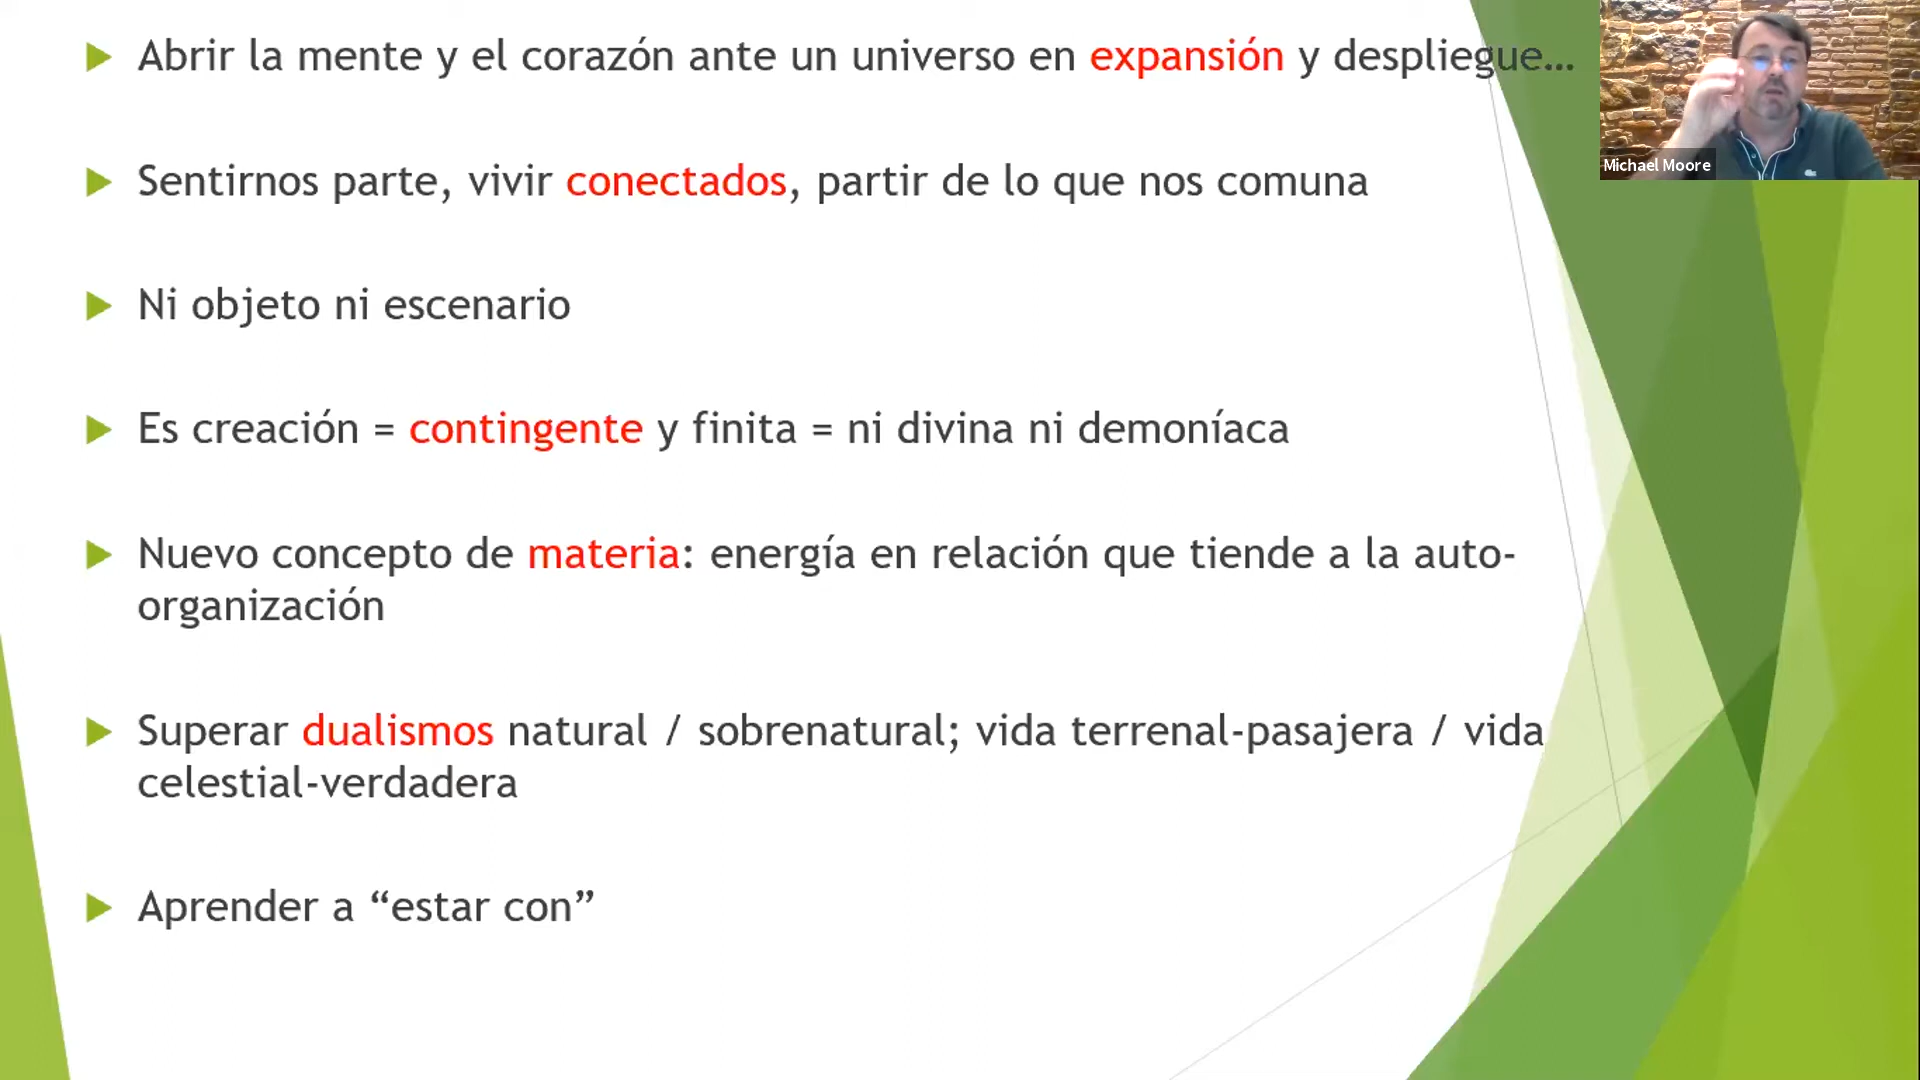 Abrir la mente y el corazón ante un universo en expansión y despliegue…
Michael Moore
Sentirnos parte, vivir conectados, partir de lo que nos comuna
Ni objeto ni escenario
Es creación = contingente y finita = ni divina ni demoníaca
Nuevo concepto de materia: energía en relación que tiende a la auto-
organización
Superar dualismos natural / sobrenatural; vida terrenal-pasajera / vida
celestial-verdadera
Aprender a “estar con”